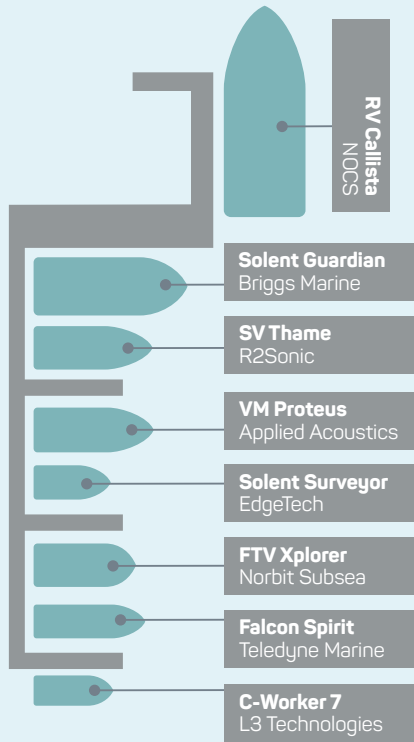 RV Callista
NOCS
Solent Guardian
Briggs Marine
SV Thame
R2Sonic
VM Proteus
Applied Acoustics
Solent Surveyor
EdgeTech
FTV Xplorer
Norbit Subsea
Falcon Spirit
Teledyne Marine
C-Worker 7
L3 Technologies